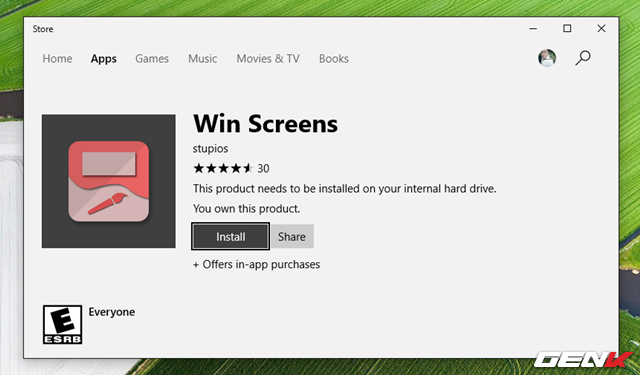 Store
Home Apps Games Music Movies & TV Books
Win Screens
stupios
30
This product needs to be installed on your internal hard drive.
You own this product.
Install Share
+ Offers in-app purchases
E
ESRB
Everyone
GENK